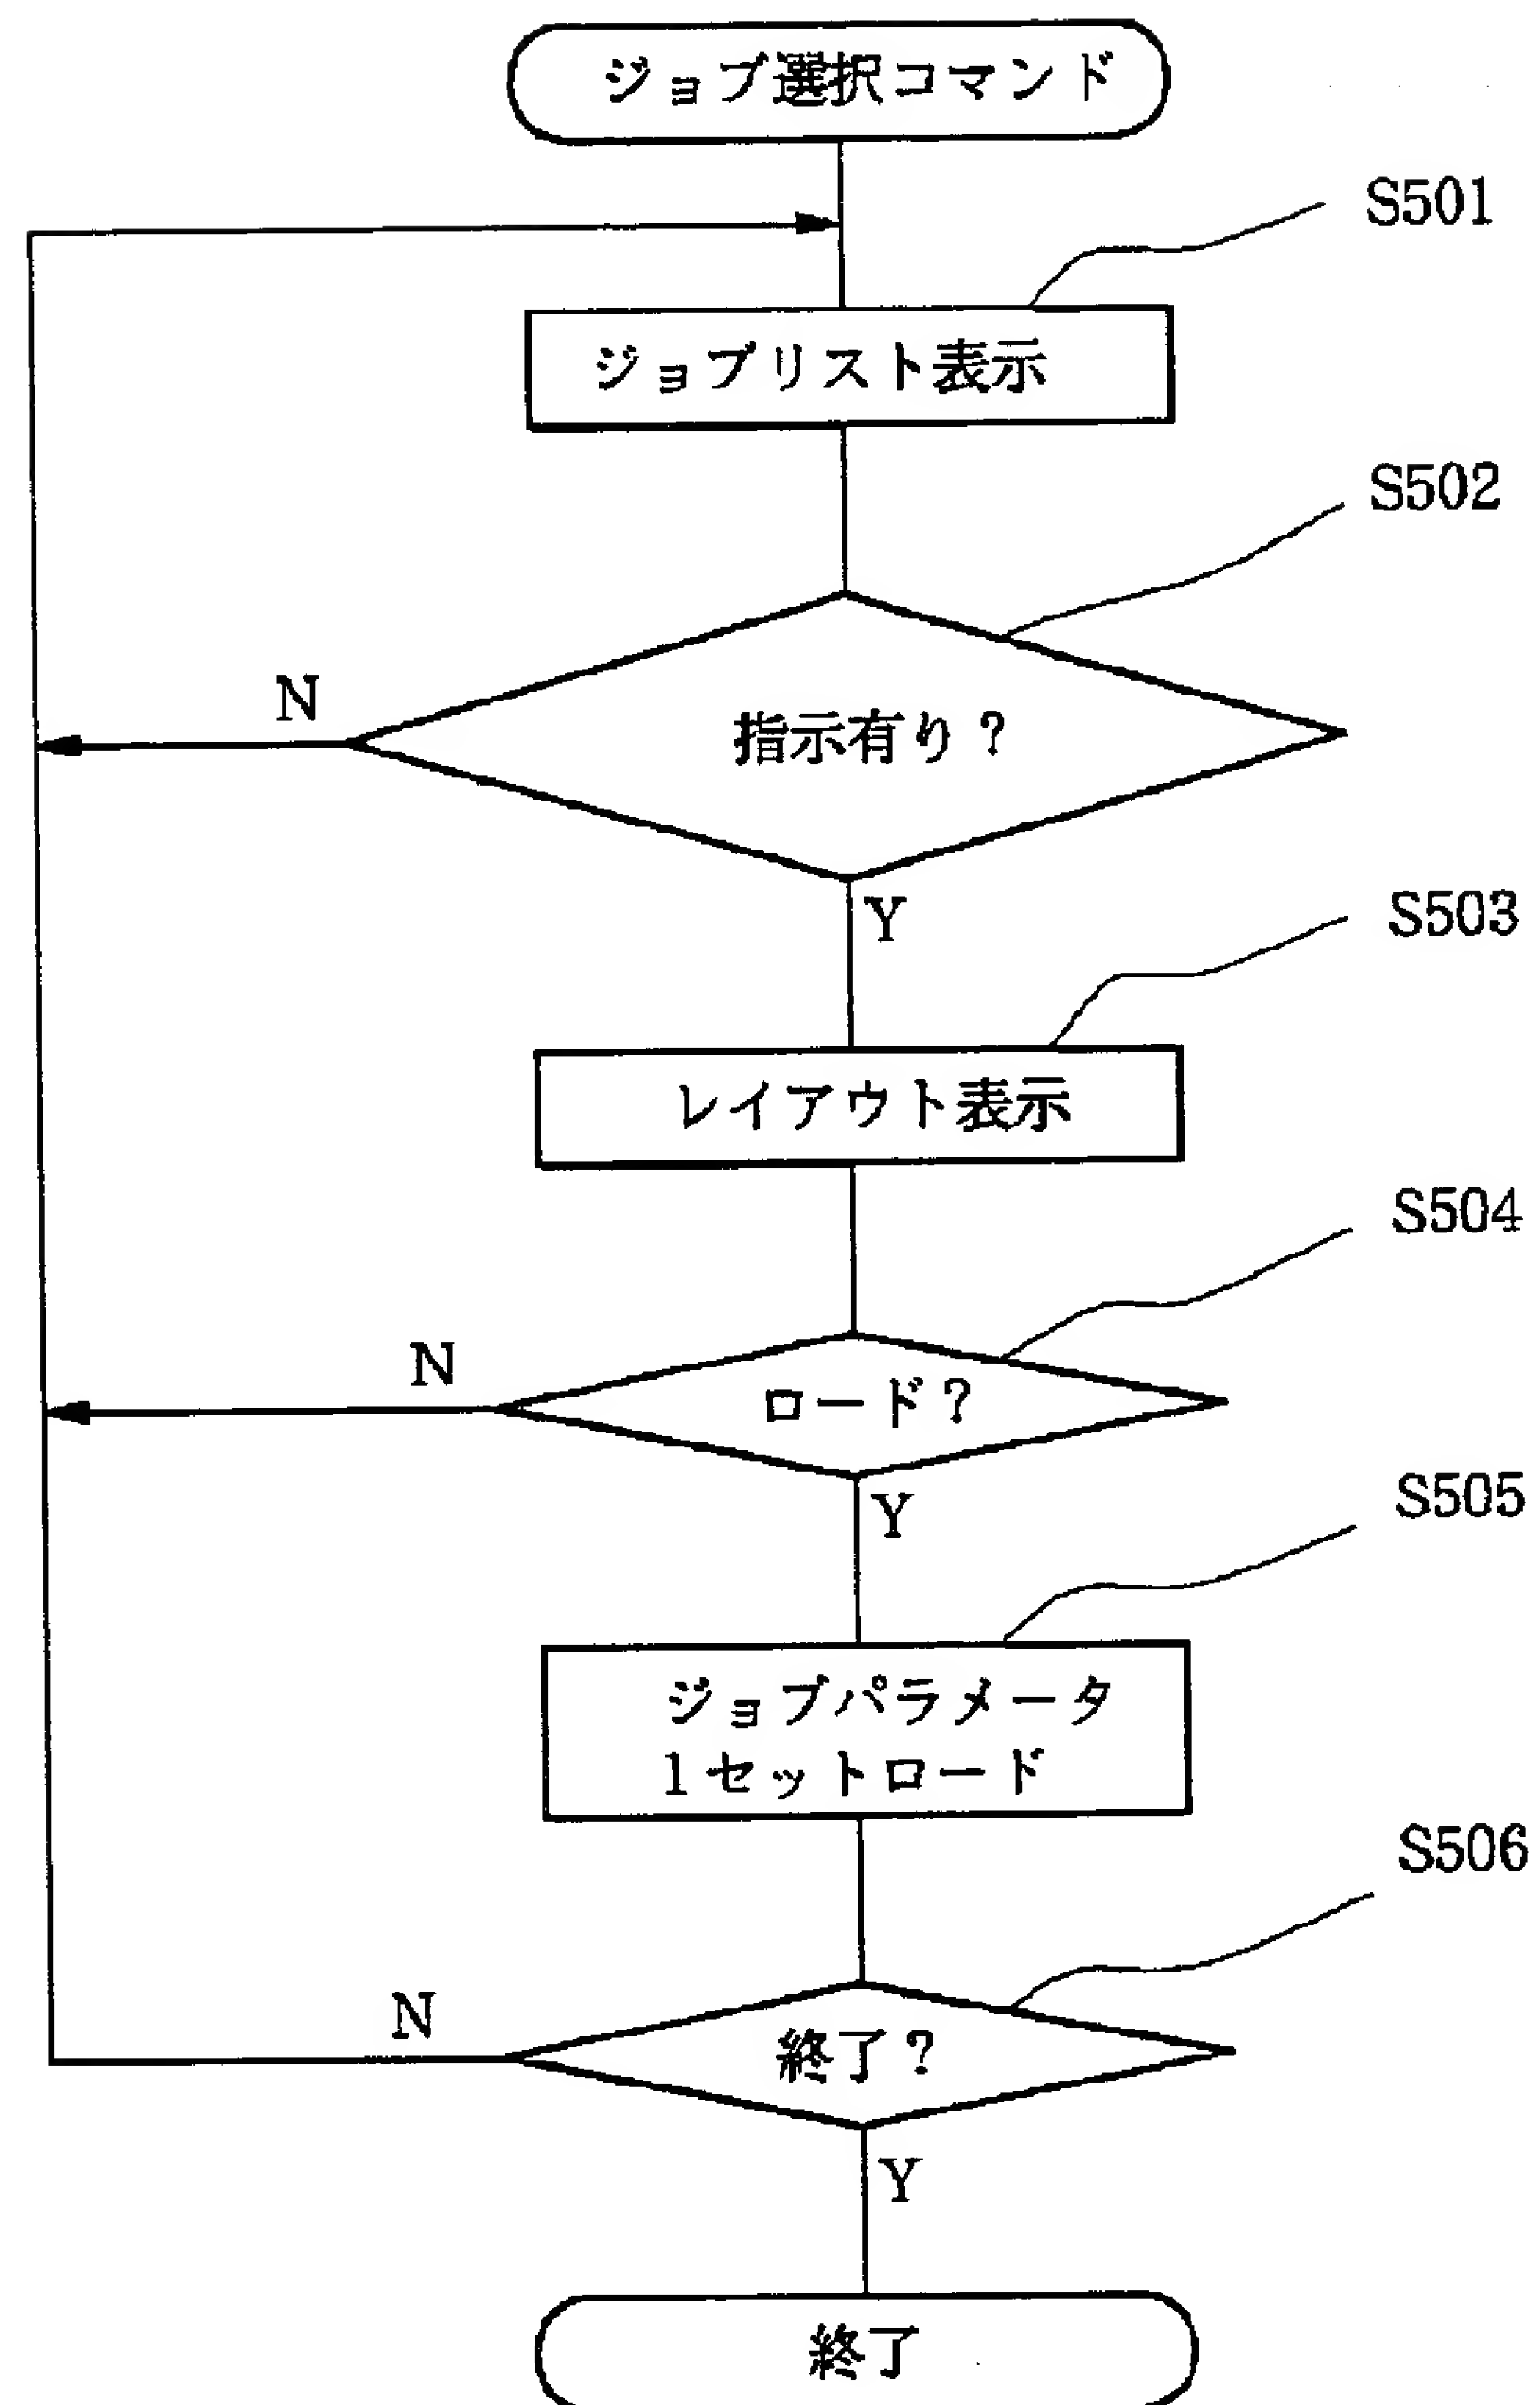 ジョブ選択コマンド
S501
ジョブリスト表示
S502
N
指示有り?
Y
S503
レイアウト表示
S504
N
ロード?
Y
S505
ジョブパラメータ
1セットロード
S506
N
終了?
Y
終了